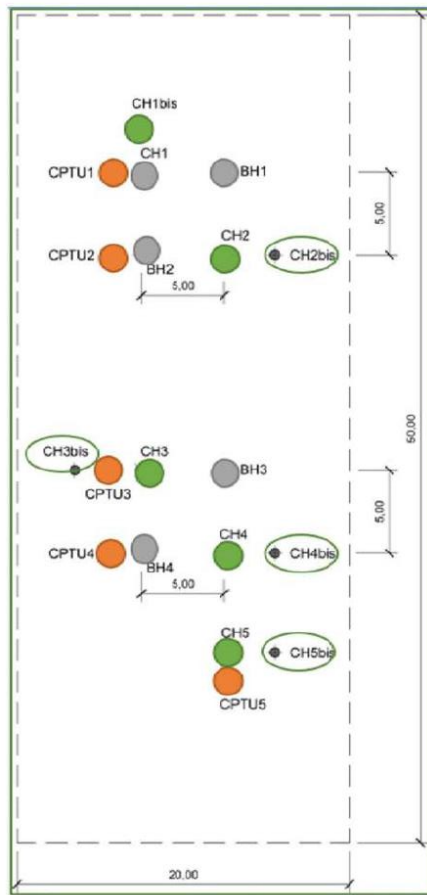 CH1bis
CH1
CPTU1
BH1
CH2
CPTU2
BH2
CH2bis
5,00
5,00
CH3bis
CH3
CPTU3
BH3
CH4
CPTU4
BH4
CH4bis
5,00
5,00
50,00
CH5
CH5bis
CPTU5
20,00